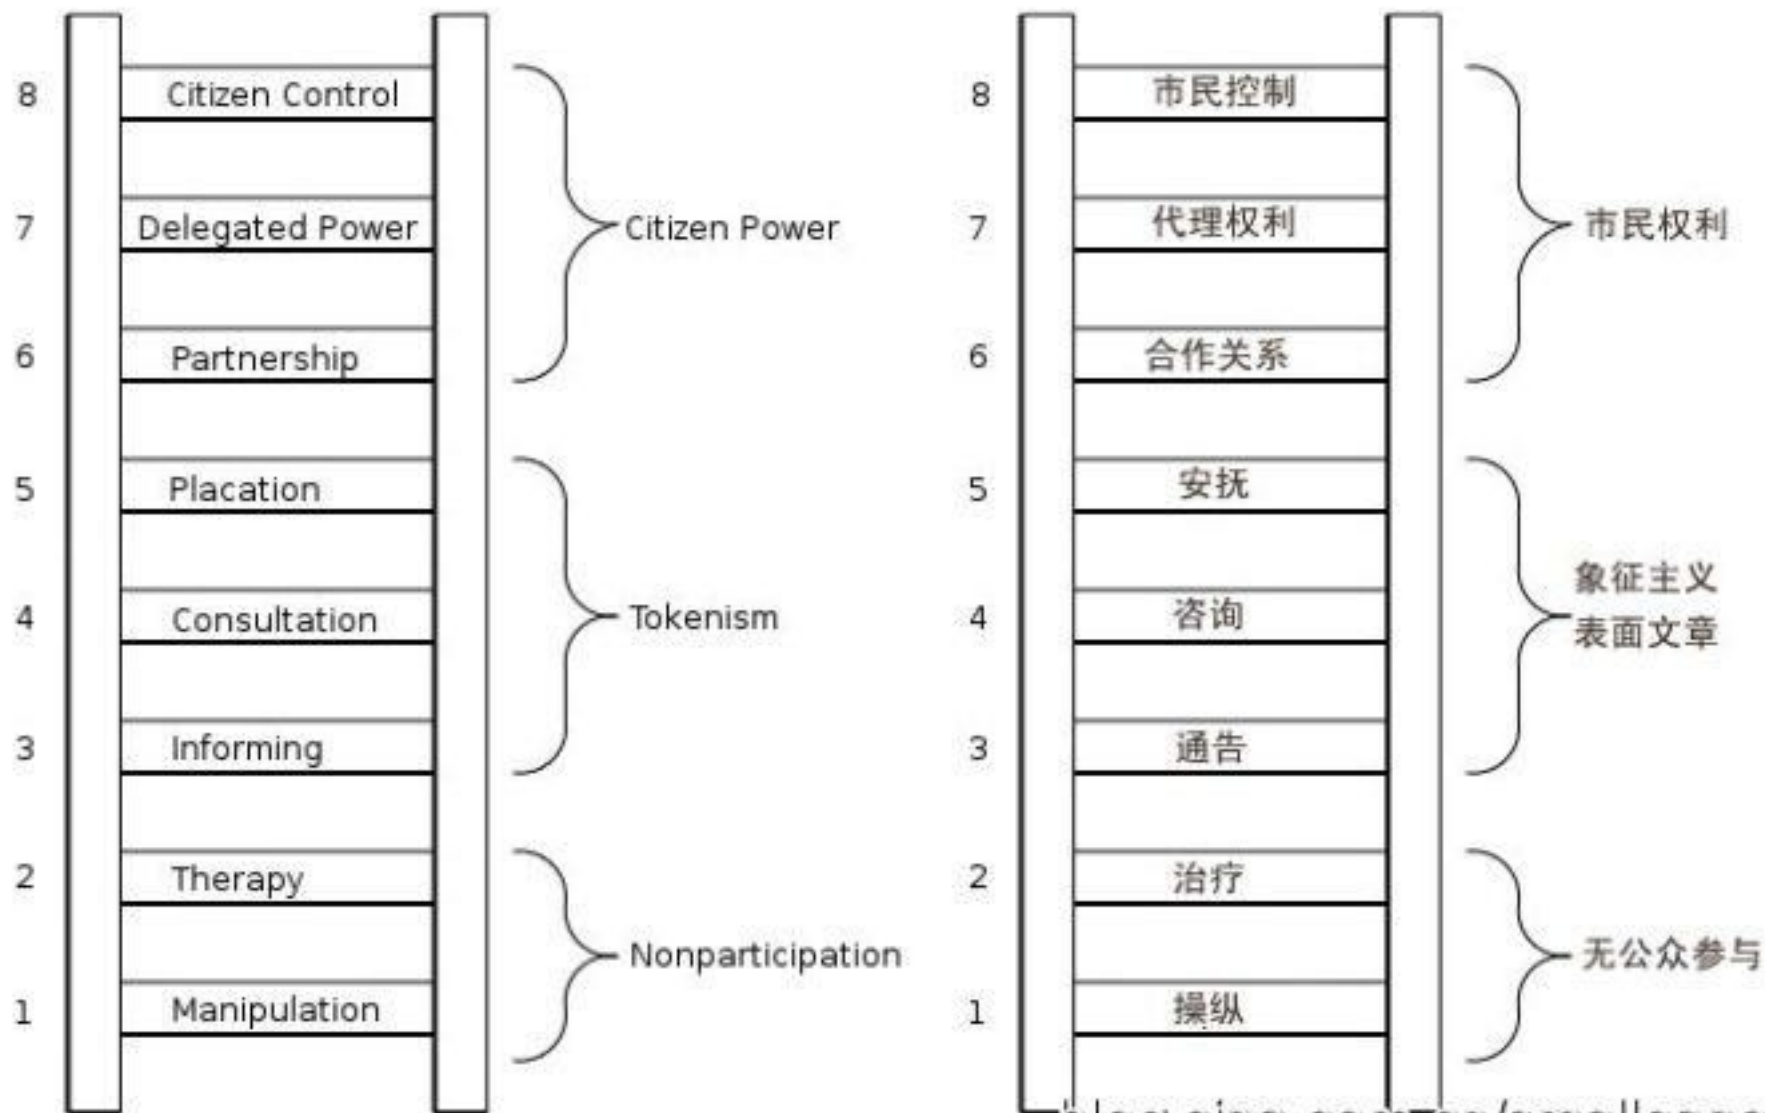 8 Citizen Control
7 Delegated Power
Citizen Power
6 Partnership
5 Placation
4 Consultation
Tokenism
3 Informing
2 Therapy
Nonparticipation
1 Manipulation
8 市民控制
7 代理权利
市民权利
6 合作关系
5 安抚
象征主义
4 咨询
表面文章
3 通告
2 治疗
无公众参与
1 操纵